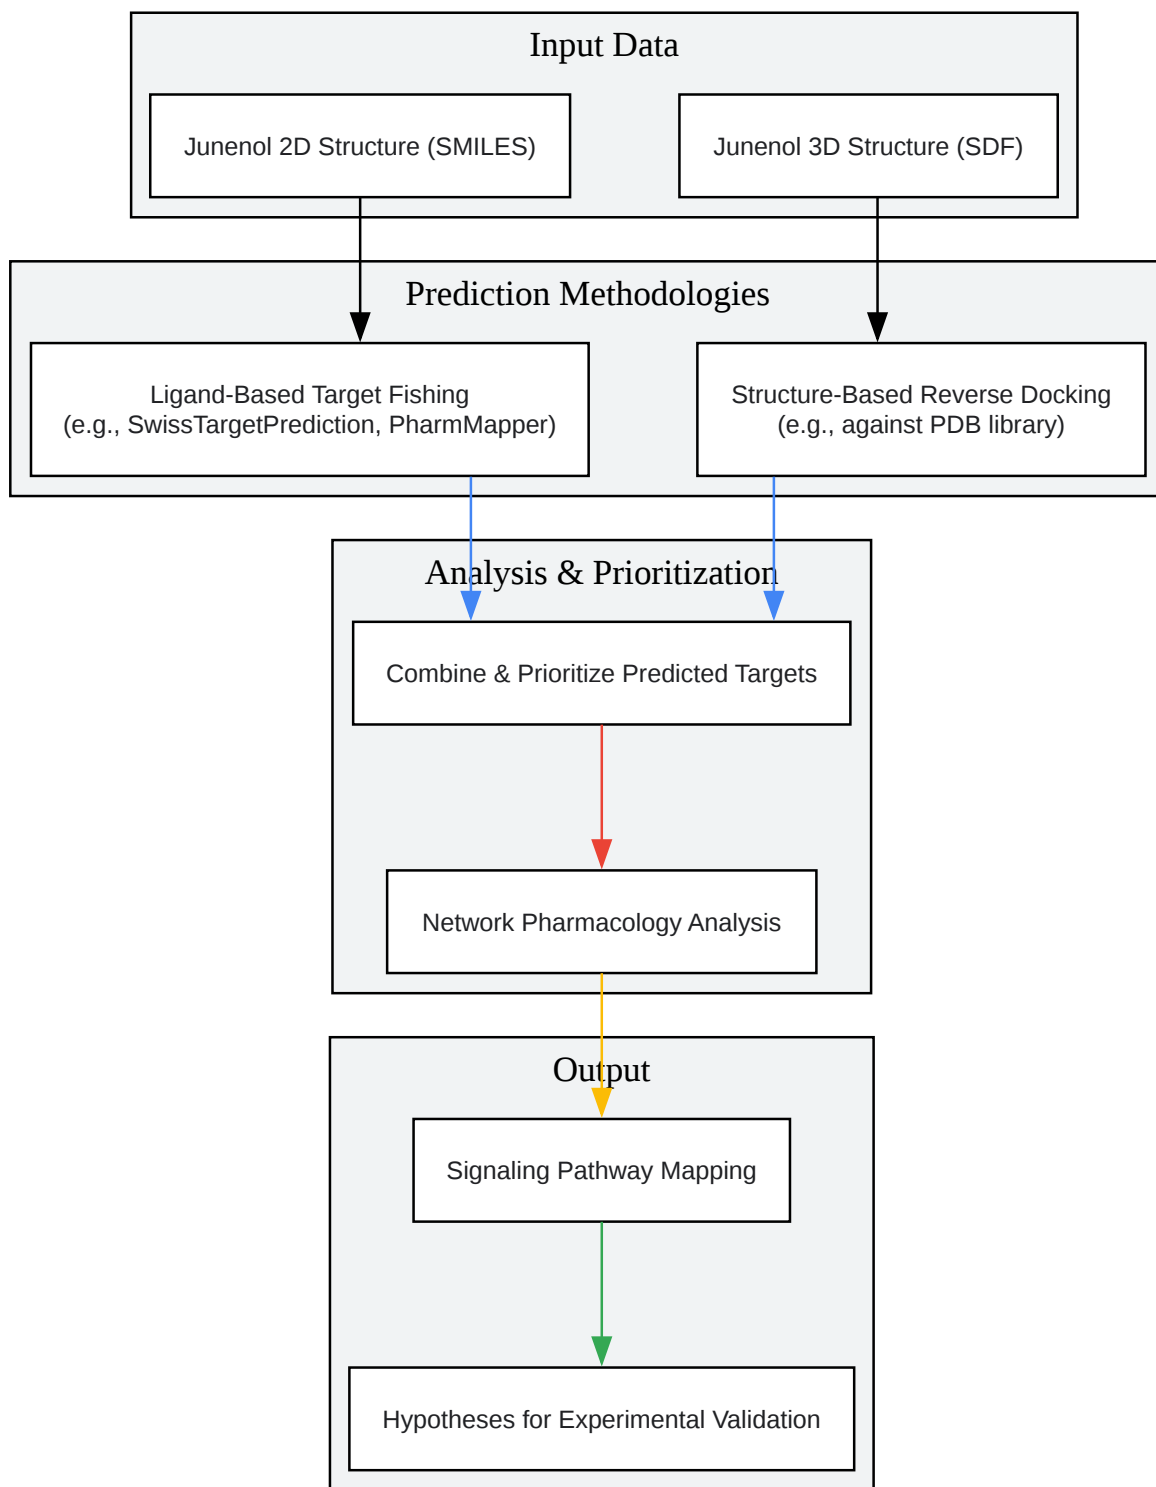 Input Data
Junenol 2D Structure (SMILES)
Junenol 3D Structure (SDF)
Prediction Methodologies
Ligand-Based Target Fishing
(e.g., SwissTargetPrediction, PharmMapper)
Structure-Based Reverse Docking
(e.g., against PDB library)
Analysis & Prioritization
Combine & Prioritize Predicted Targets
Network Pharmacology Analysis
Output
Signaling Pathway Mapping
Hypotheses for Experimental Validation